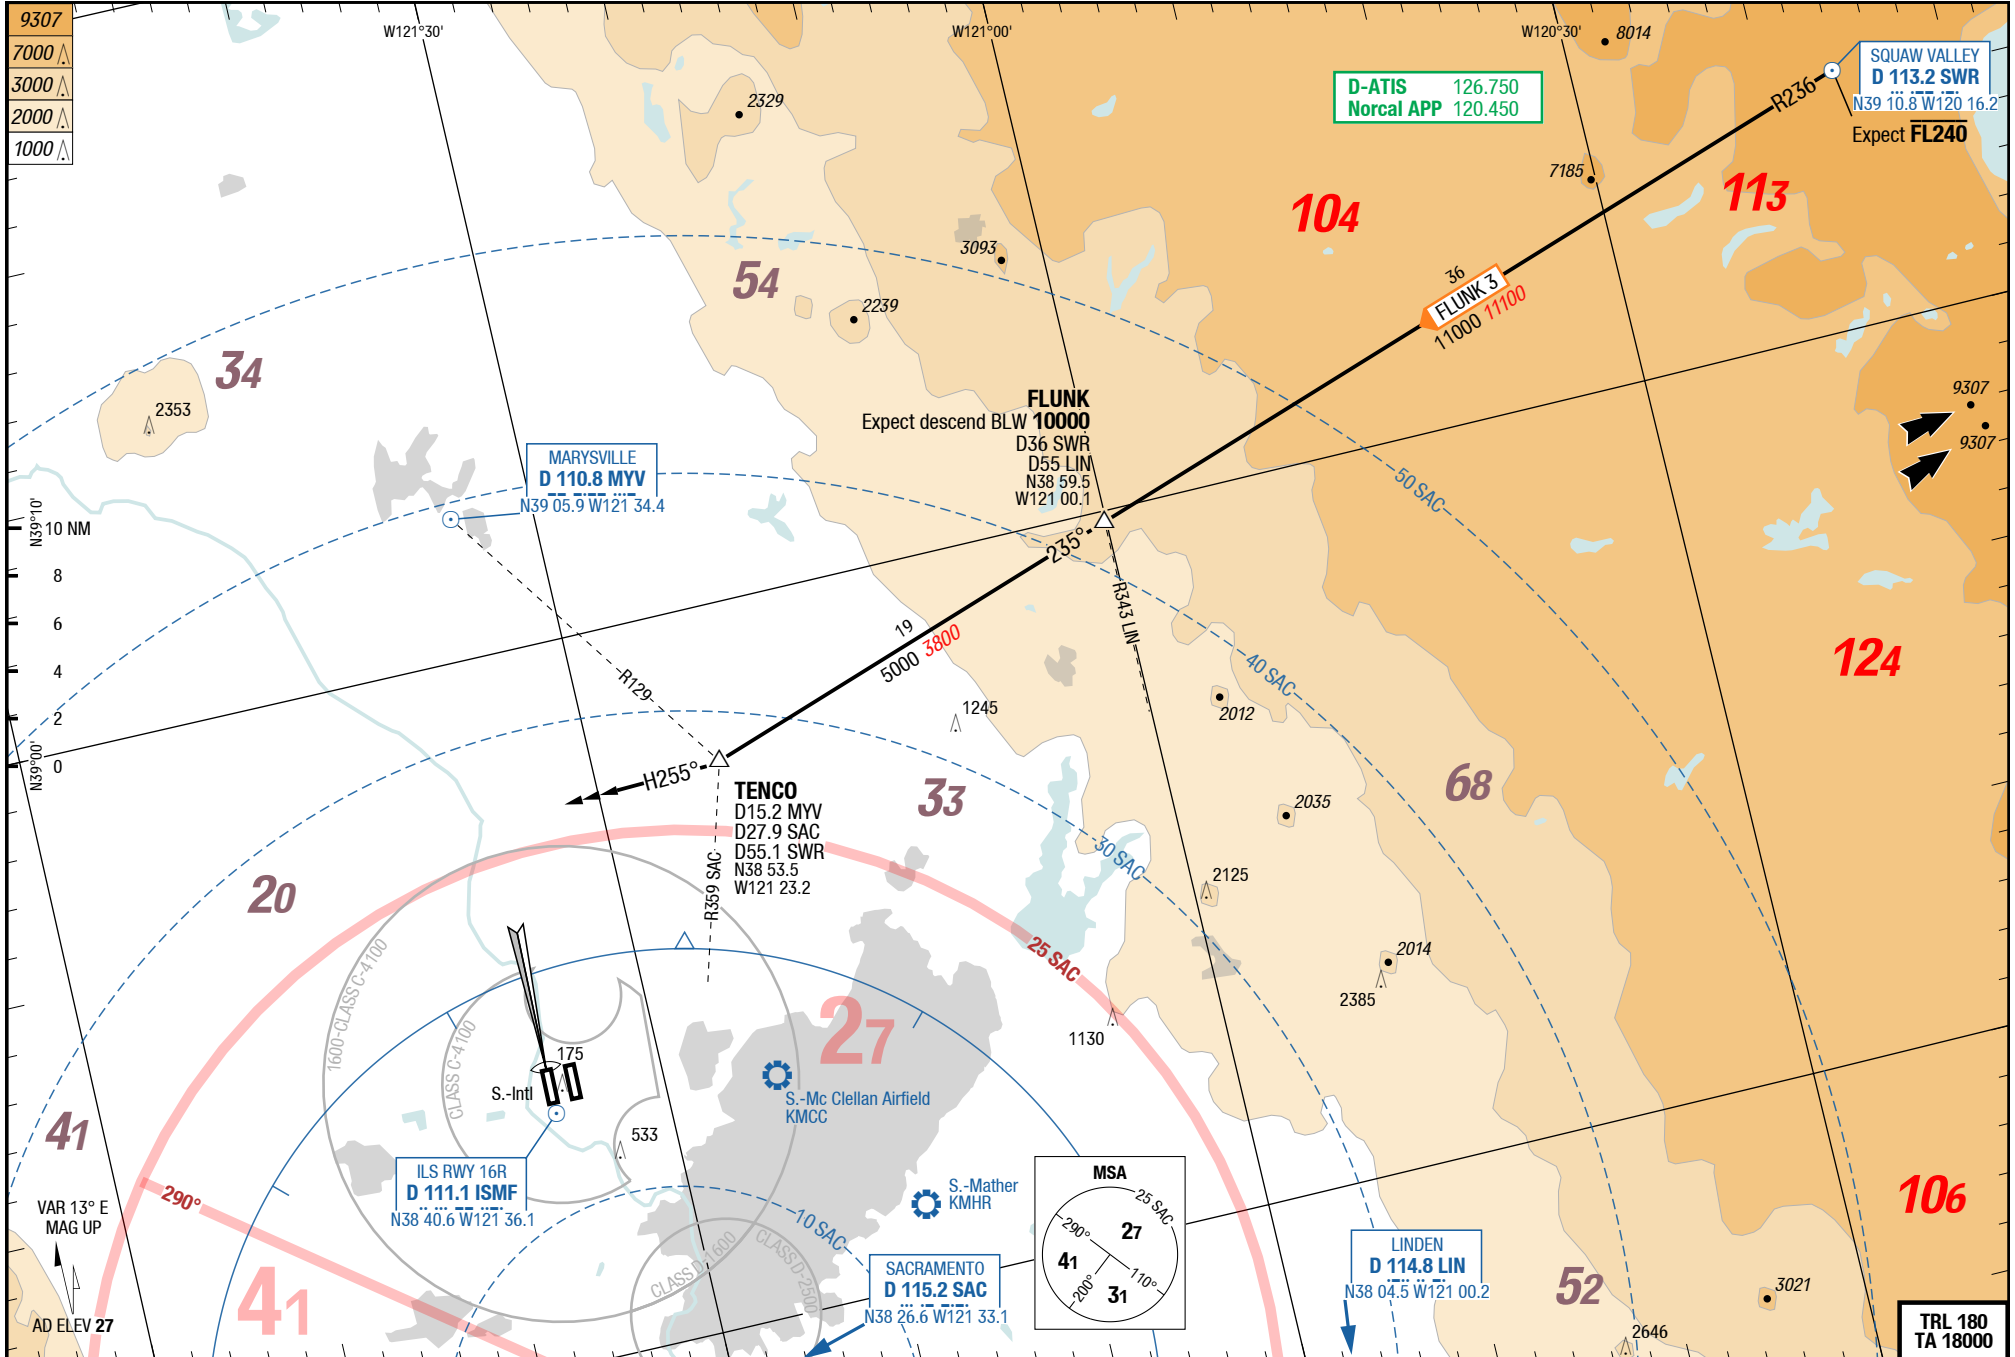 9307
7000
3000
2000
1000
W121°30'
W121°00'
W120°30'
8014
2329
D-ATIS 126.750
Norcal APP 120.450
SQUAW VALLEY
D 113.2 SWR
N39 10.8 W120 16.2
Expect FL240
R236
7185
113
104
3093
54
2239
36
FLUNK 3
11000 11100
34
2353
FLUNK
Expect descend BLW 10000
D36 SWR
D55 LIN
N38 59.5
W121 00.1
9307
9307
MARYSVILLE
D 110.8 MYV
N39 05.9 W121 34.4
50 SAC
N39°10'
10 NM
8
6
4
2
0
N39°00'
235°
R343 LIN
19
5000 3800
R129
40 SAC
124
1245
2012
H255°
TENCO
D15.2 MYV
D27.9 SAC
D55.1 SWR
N38 53.5
W121 23.2
R359 SAC
33
68
2035
30 SAC
20
2125
25 SAC
2014
2385
1600-CLASS C-4100
CLASS C-4100
27
1130
175
S.-Intl
S.-Mc Clellan Airfield
KMCC
533
41
290°
ILS RWY 16R
D 111.1 ISMF
N38 40.6 W121 36.1
VAR 13° E
MAG UP
AD ELEV 27
41
10 SAC
S.-Mather
KMHR
CLASS D-1600
CLASS D-2500
SACRAMENTO
D 115.2 SAC
N38 26.6 W121 33.1
MSA
25 SAC
290°
27
41
110°
200°
31
LINDEN
D 114.8 LIN
N38 04.5 W121 00.2
106
52
3021
2646
TRL 180
TA 18000